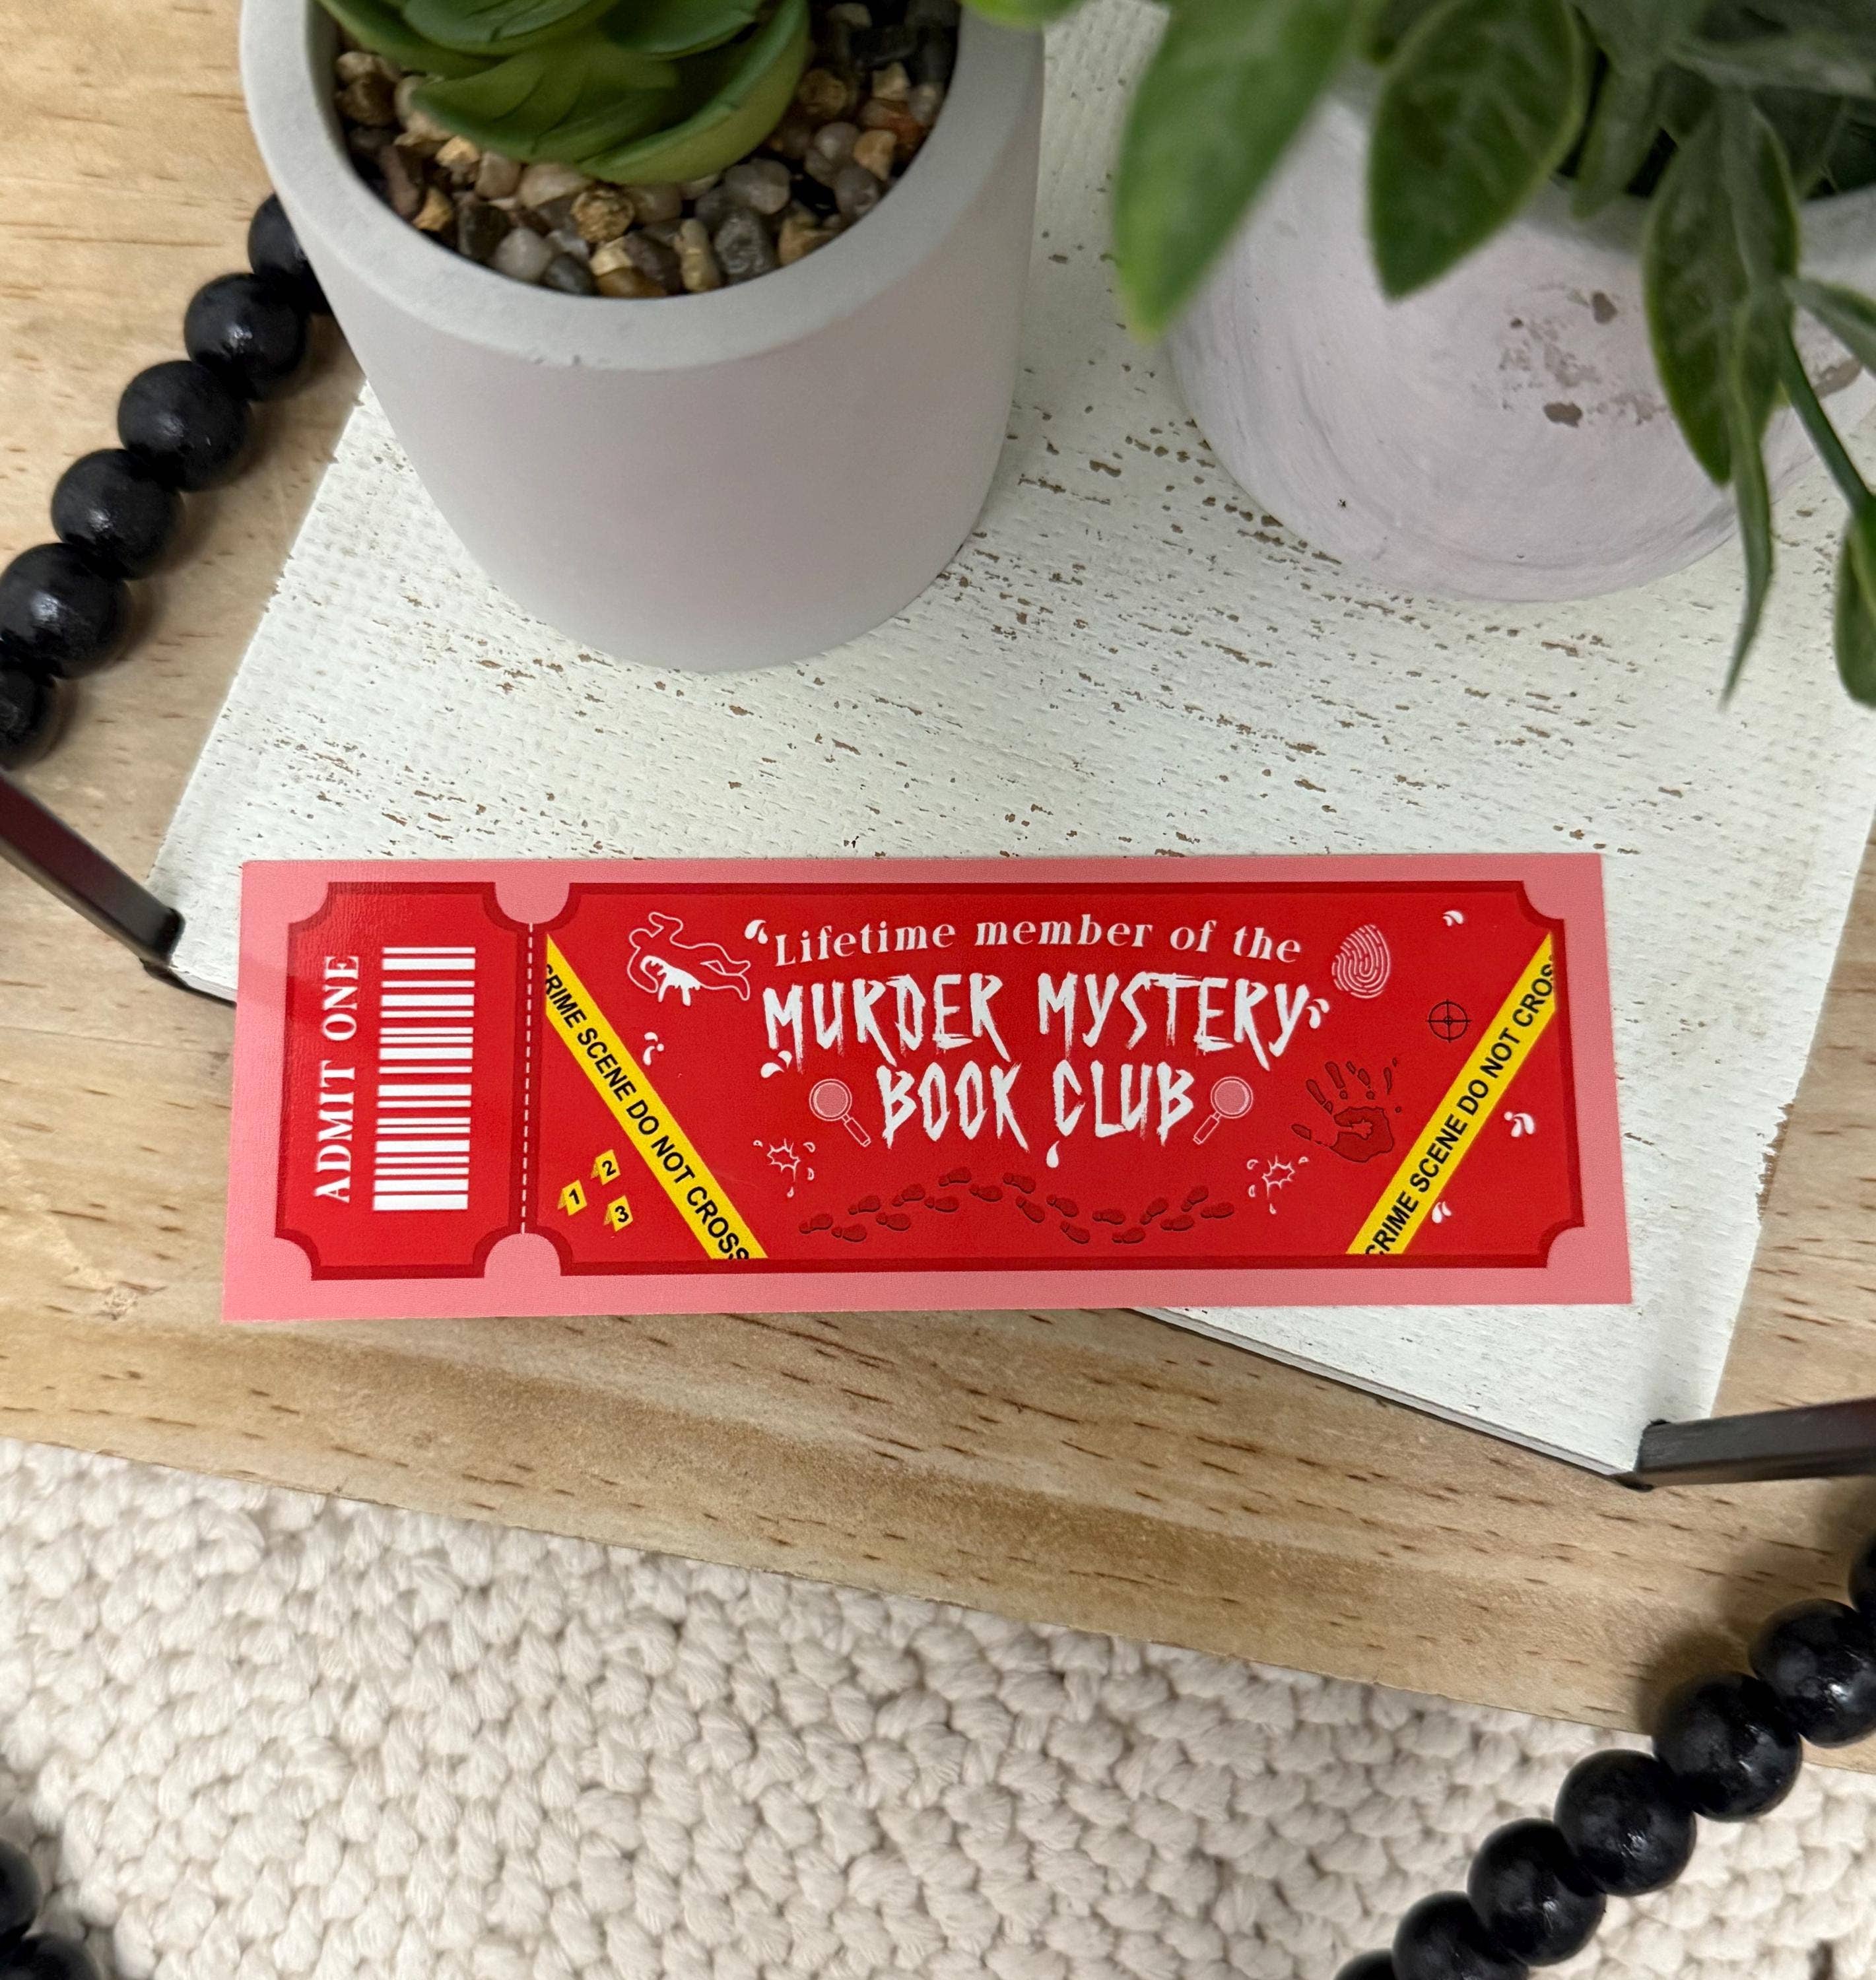 ADMIT ONE
Lifetime member of the
MURDER MYSTERY
BOOK CLUB
CRIME SCENE DO NOT CROSS
CRIME SCENE DO NOT CROSS
1
2
3